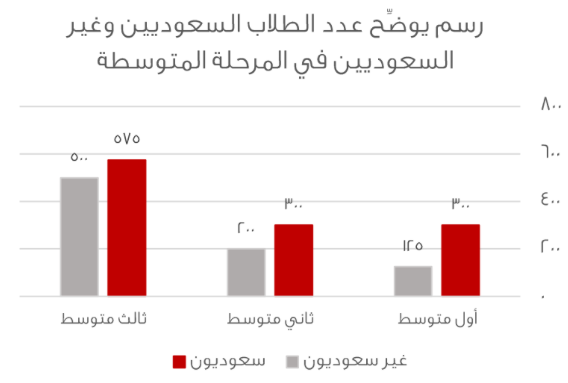 رسم يوضّح عدد الطلاب السعوديين وغير
السعوديين في المرحلة المتوسطة
٨٠٠
٦٠٠
٤٠٠
٢٠٠
٠
٣٠٠
١٢٥
٣٠٠
٢٠٠
٥٧٥
٥٠٠
أول متوسط
ثاني متوسط
ثالث متوسط
غير سعوديون
سعوديون